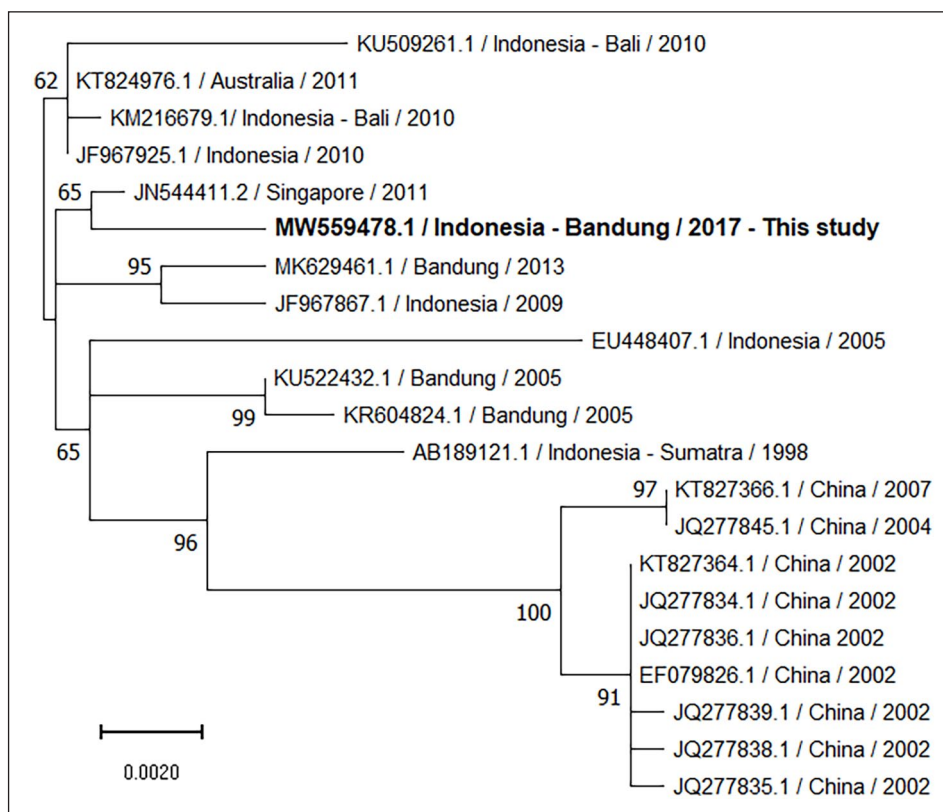 KU509261.1 / Indonesia - Bali / 2010
62
KT824976.1 / Australia / 2011
KM216679.1/ Indonesia - Bali / 2010
JF967925.1 / Indonesia / 2010
65
JN544411.2 / Singapore / 2011
MW559478.1 / Indonesia - Bandung / 2017 - This study
95
MK629461.1 / Bandung / 2013
JF967867.1 / Indonesia / 2009
EU448407.1 / Indonesia / 2005
KU522432.1 / Bandung / 2005
99
KR604824.1 / Bandung / 2005
65
AB189121.1 / Indonesia - Sumatra / 1998
97
KT827366.1 / China / 2007
JQ277845.1 / China / 2004
96
KT827364.1 / China / 2002
JQ277834.1 / China / 2002
100
JQ277836.1 / China 2002
EF079826.1 / China / 2002
91
JQ277839.1 / China / 2002
JQ277838.1 / China / 2002
JQ277835.1 / China / 2002
0.0020